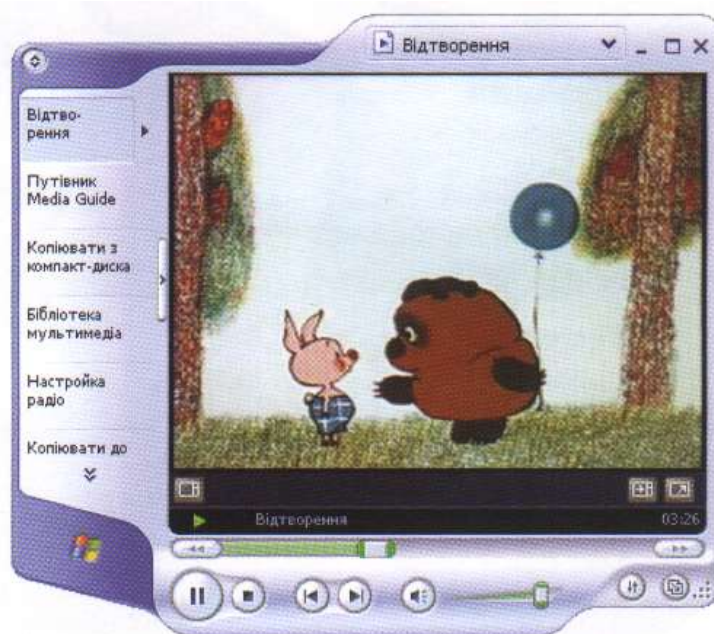 Відтворення
Відтво-
рення
Путівник
Media Guide
Копіювати з
компакт-диска
Бібліотека
мультимедіа
Настройка
радіо
Копіювати до
Відтворення
03:26